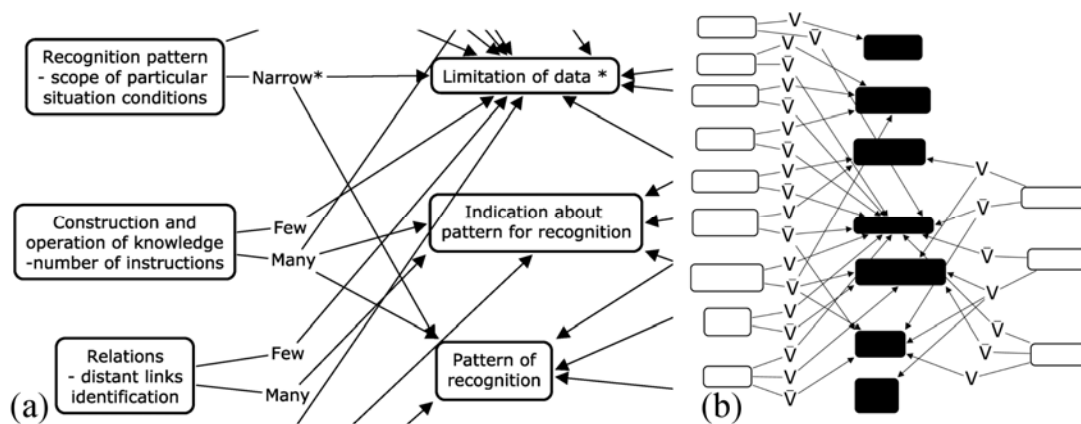 Recognition pattern
- scope of particular
situation conditions
Narrow*
Limitation of data *
Construction and
operation of knowledge
-number of instructions
Few
Many
Indication about
pattern for recognition
Relations
- distant links
identification
Few
Many
Pattern of
recognition
(a)
V
V̅
V
V̅
V
V̅
V
V̅
V
V̅
V
V̅
V
V̅
V
V̅
V̅
V
V̅
V
V̅
V̅
V
V̅
V̅
V
(b)